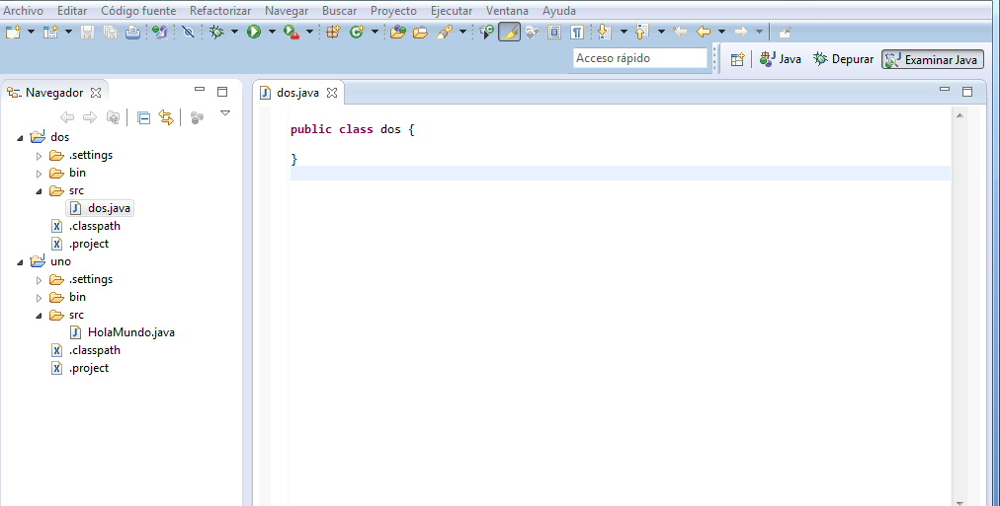 Archivo Editar Código fuente Refactorizar Navegar Buscar Proyecto Ejecutar Ventana Ayuda
Acceso rápido
Java Depurar Examinar Java
Navegador
dos
.settings
bin
src
dos.java
.classpath
.project
uno
.settings
bin
src
HolaMundo.java
.classpath
.project
dos.java
public class dos {
}